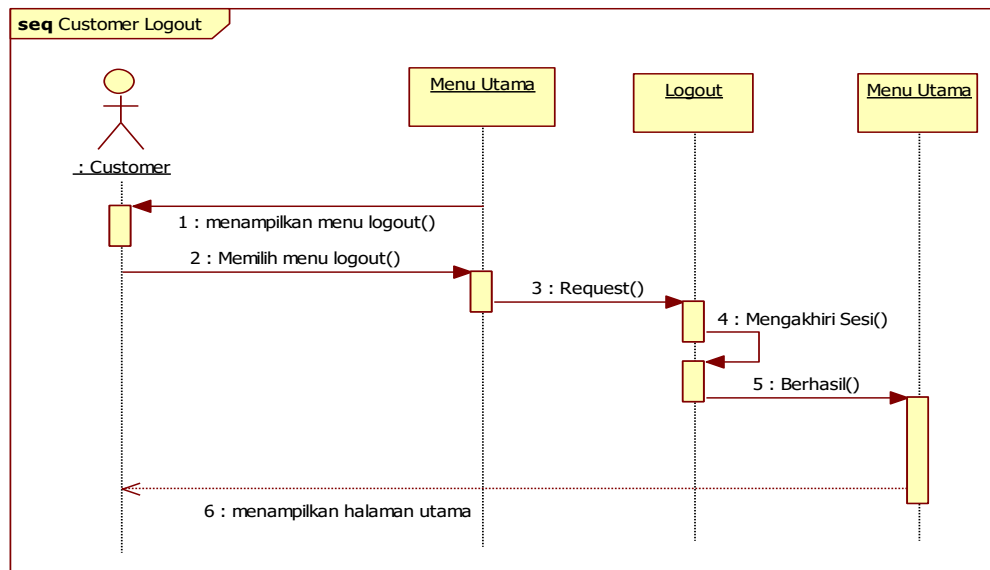 seq Customer Logout
Menu Utama
Logout
Menu Utama
: Customer
1 : menampilkan menu logout()
2 : Memilih menu logout()
3 : Request()
4 : Mengakhiri Sesi()
5 : Berhasil()
6 : menampilkan halaman utama